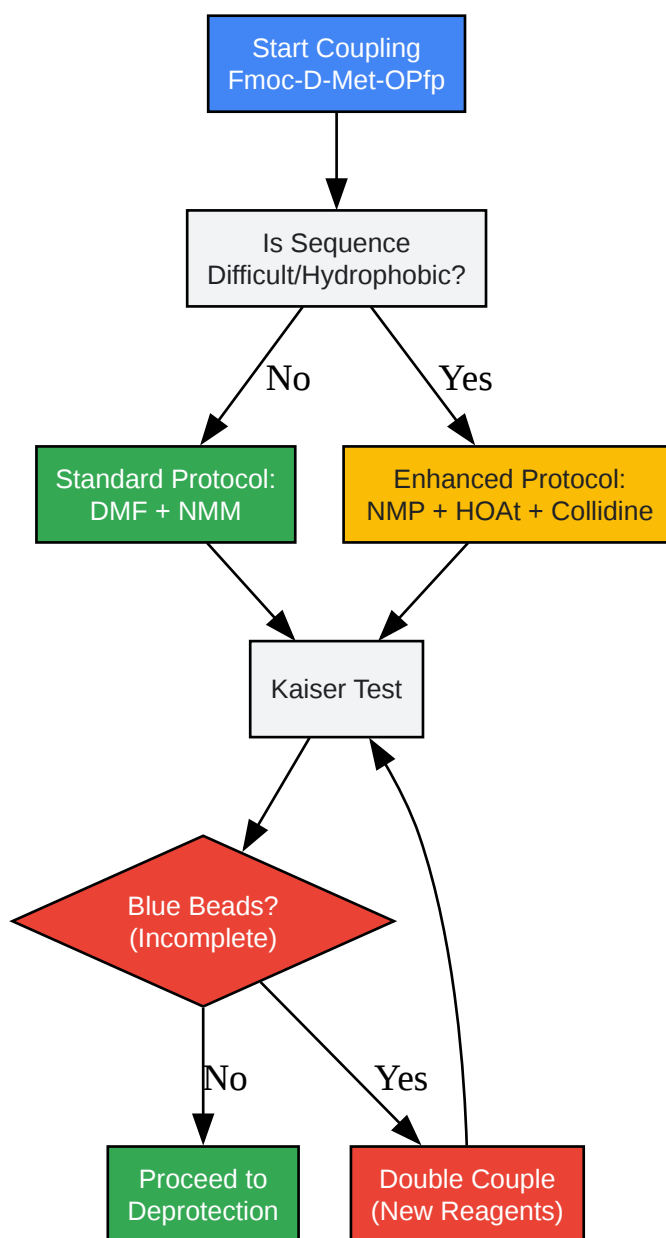 Start Coupling
Fmoc-D-Met-OPfp
Is Sequence
Difficult/Hydrophobic?
No
Yes
Standard Protocol:
DMF + NMM
Enhanced Protocol:
NMP + HOAt + Collidine
Kaiser Test
Blue Beads?
(Incomplete)
No
Yes
Proceed to
Deprotection
Double Couple
(New Reagents)